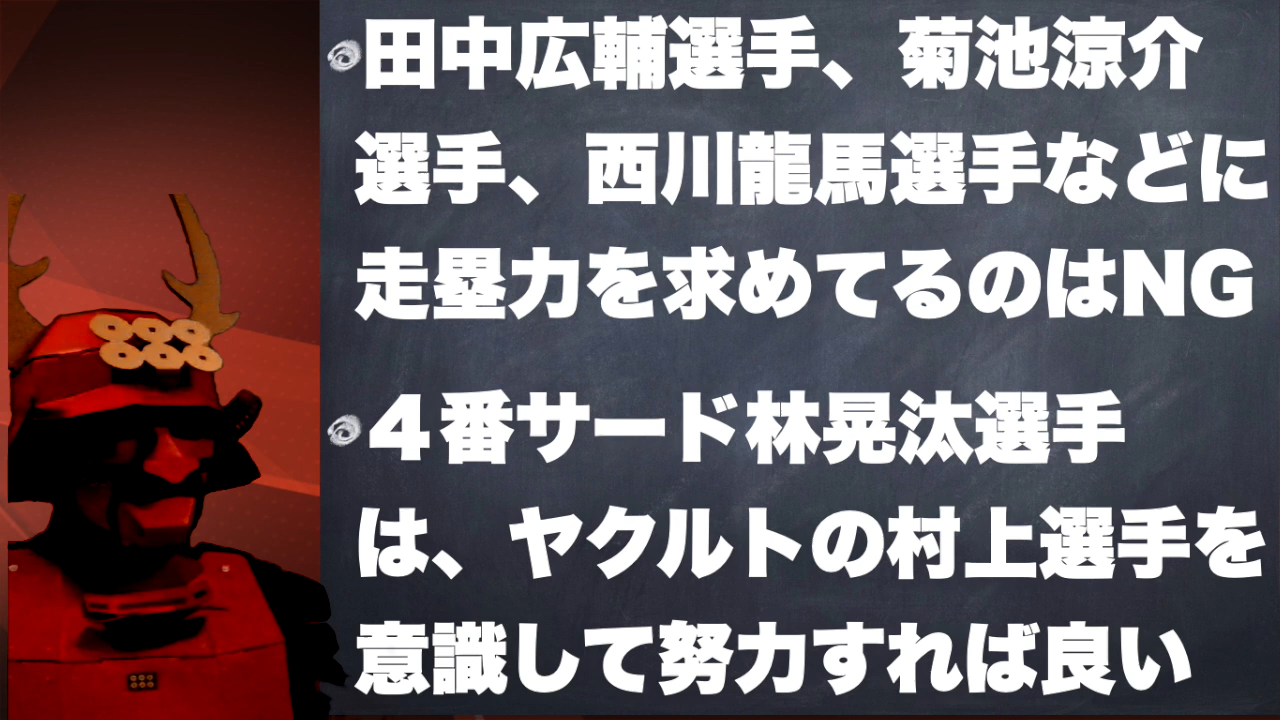 田中広輔選手、菊池涼介
選手、西川龍馬選手などに
走塁力を求めてるのはNG
４番サード林晃汰選手
は、ヤクルトの村上選手を
意識して努力すれば良い